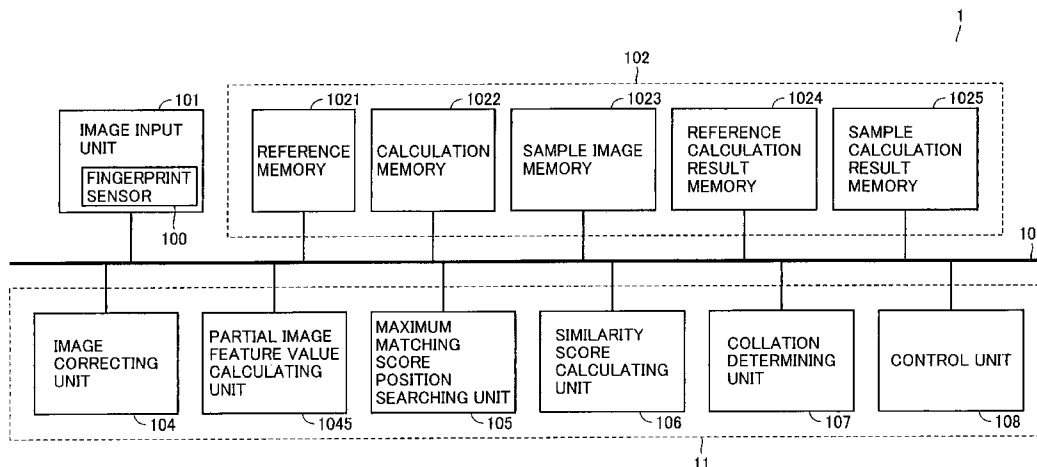 1
102
101
1021
1022
1023
1024
1025
IMAGE INPUT
UNIT
FINGERPRINT
SENSOR
100
REFERENCE
MEMORY
CALCULATION
MEMORY
SAMPLE IMAGE
MEMORY
REFERENCE
CALCULATION
RESULT
MEMORY
SAMPLE
CALCULATION
RESULT
MEMORY
10
IMAGE
CORRECTING
UNIT
104
PARTIAL IMAGE
FEATURE VALUE
CALCULATING
UNIT
1045
MAXIMUM
MATCHING
SCORE
POSITION
SEARCHING UNIT
105
SIMILARITY
SCORE
CALCULATING
UNIT
106
COLLATION
DETERMINING
UNIT
107
CONTROL UNIT
108
11